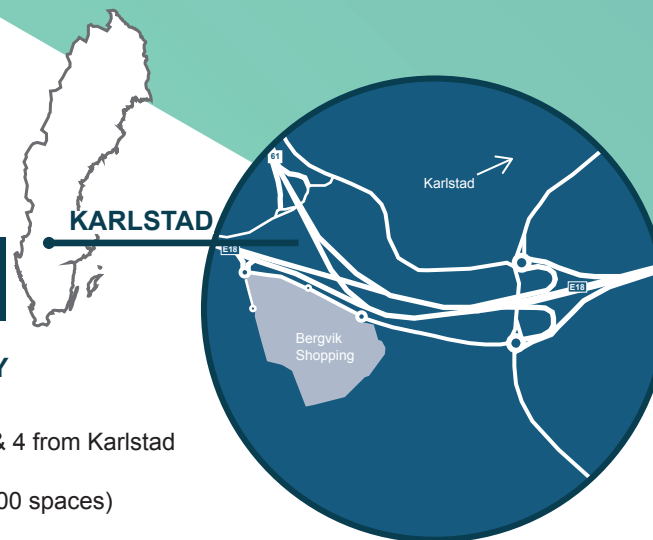 61
Karlstad
KARLSTAD
E18
E18
Bergvik
Shopping
Y
& 4 from Karlstad
00 spaces)